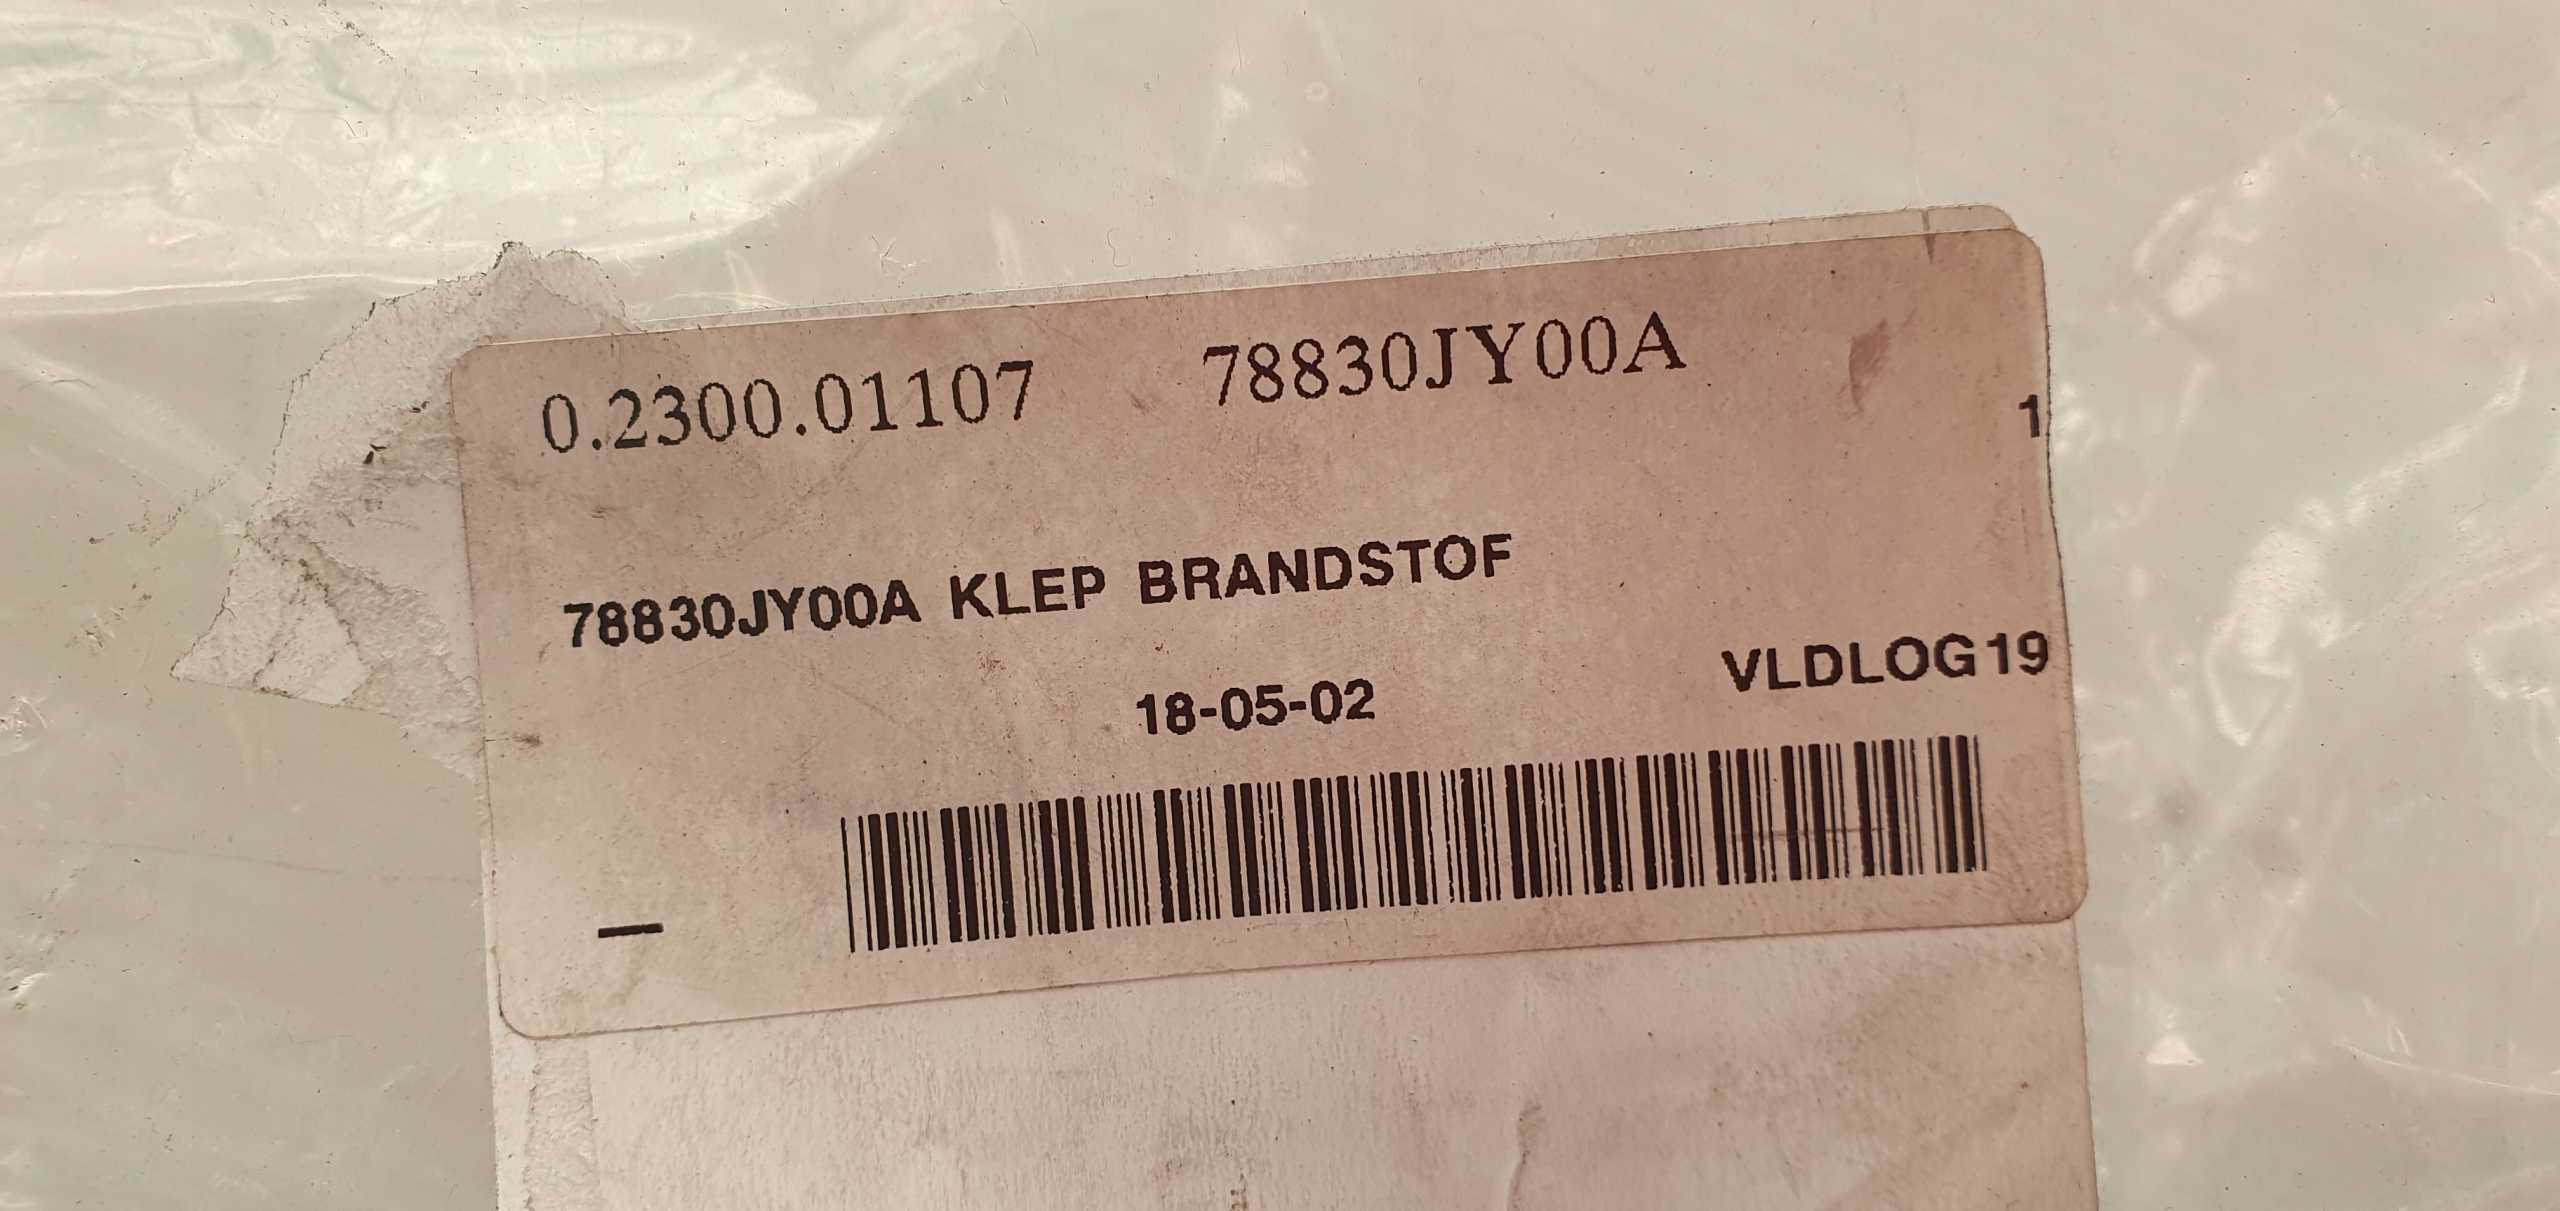 0.2300.01107 78830JY00A
1
78830JY00A KLEP BRANDSTOF
VLDLOG19
18-05-02